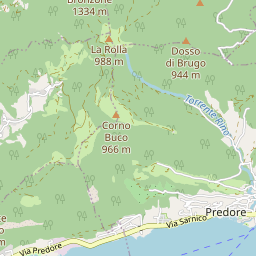 Bronzone
1334 m
La Rolla
988 m
Dosso
di Brugo
944 m
Torrente Rino
Corno
Buco
966 m
Predore
Via Sarnico
Via Predore